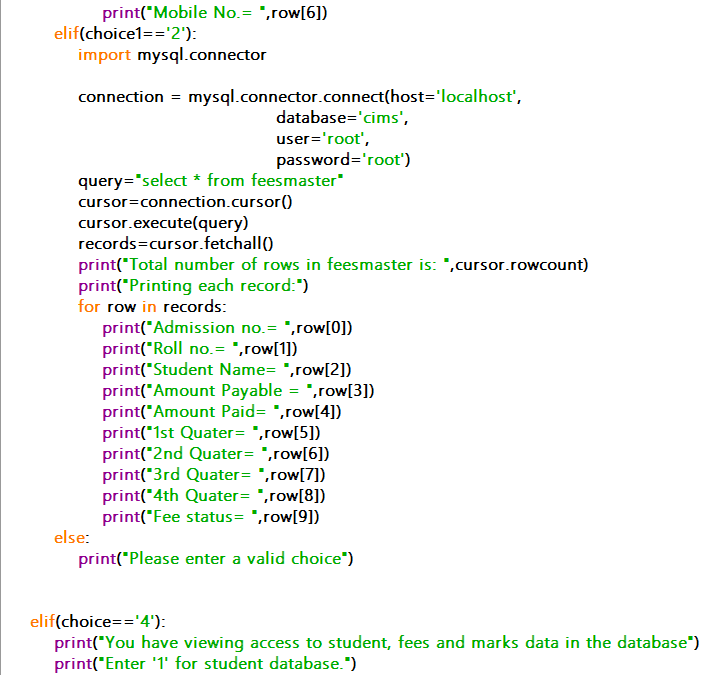 print("Mobile No.= ",row[6])
elif(choice1=='2'):
import mysql.connector
connection = mysql.connector.connect(host='localhost',
database='cims',
user='root',
password='root')
query="select * from feesmaster"
cursor=connection.cursor()
cursor.execute(query)
records=cursor.fetchall()
print("Total number of rows in feesmaster is: ",cursor.rowcount)
print("Printing each record:")
for row in records:
print("Admission no.= ",row[0])
print("Roll no.= ",row[1])
print("Student Name= ",row[2])
print("Amount Payable = ",row[3])
print("Amount Paid= ",row[4])
print("1st Quater= ",row[5])
print("2nd Quater= ",row[6])
print("3rd Quater= ",row[7])
print("4th Quater= ",row[8])
print("Fee status= ",row[9])
else:
print("Please enter a valid choice")
elif(choice=='4'):
print("You have viewing access to student, fees and marks data in the database")
print("Enter '1' for student database.")